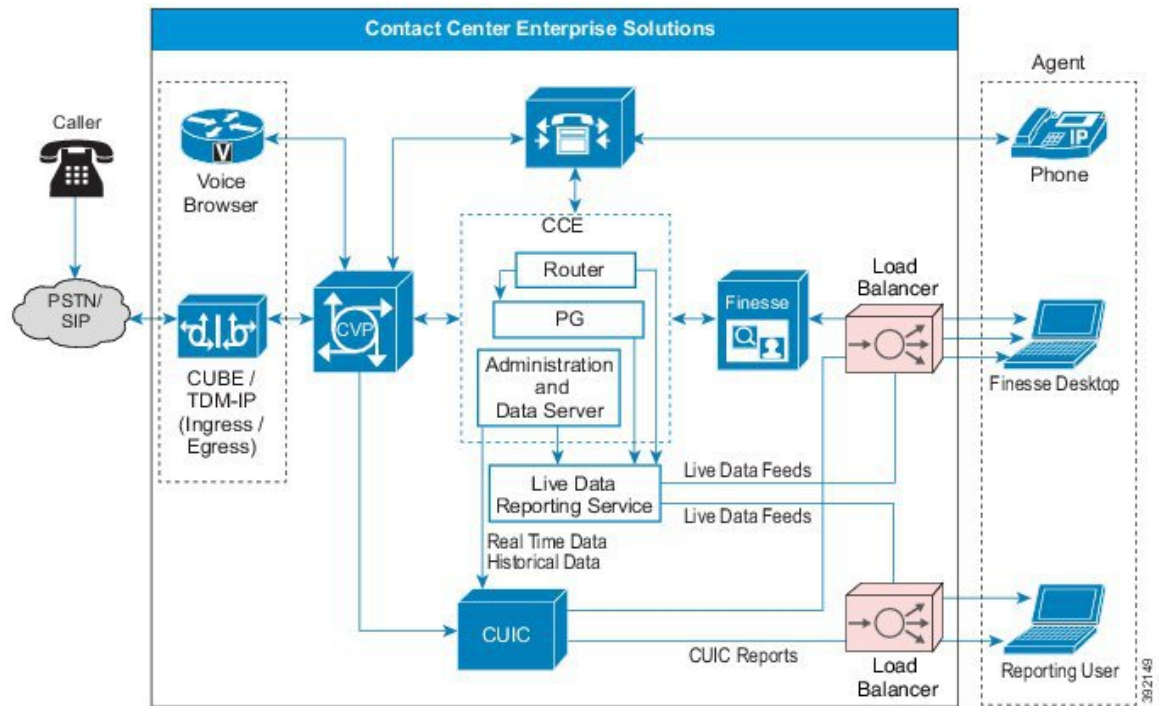 Contact Center Enterprise Solutions
Caller
Voice
Browser
V
PSTN/
SIP
CUBE /
TDM-IP
(Ingress /
Egress)
CVP
CCE
Router
PG
Administration
and
Data Server
Live Data
Reporting Service
Real Time Data
Historical Data
CUIC
Finesse
Load
Balancer
Live Data Feeds
Live Data Feeds
CUIC Reports
Load
Balancer
Agent
IP
Phone
Finesse Desktop
Reporting User
392149